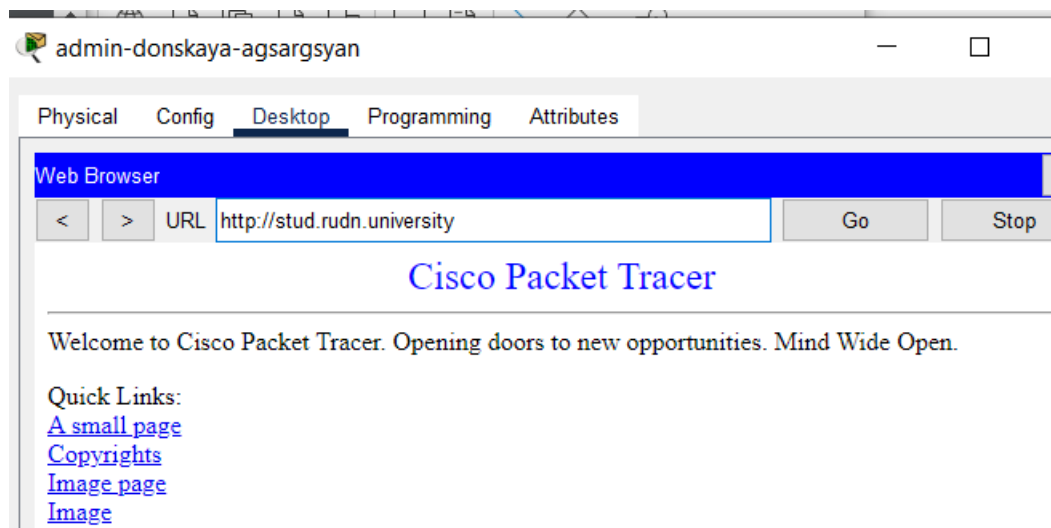 admin-donskaya-agsargsyan
Physical Config Desktop Programming Attributes
Web Browser
< > URL http://stud.rudn.university Go Stop
Cisco Packet Tracer
Welcome to Cisco Packet Tracer. Opening doors to new opportunities. Mind Wide Open.
Quick Links:
A small page
Copyrights
Image page
Image